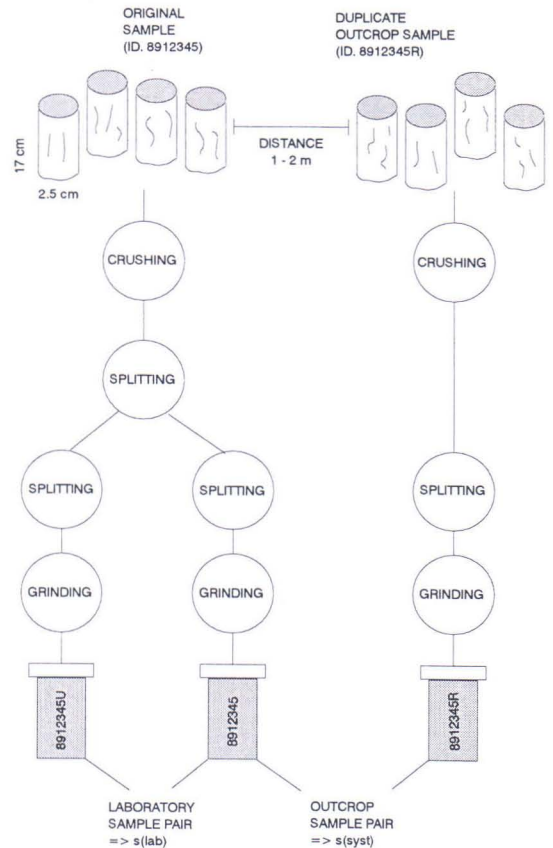 ORIGINAL
SAMPLE
(ID. 8912345)
DUPLICATE
OUTCROP SAMPLE
(ID. 8912345R)
17 cm
2.5 cm
DISTANCE
1 - 2 m
CRUSHING
CRUSHING
SPLITTING
SPLITTING
SPLITTING
SPLITTING
GRINDING
GRINDING
GRINDING
8912345U
8912345
8912345R
LABORATORY
SAMPLE PAIR
=> s(lab)
OUTCROP
SAMPLE PAIR
=> s(syst)